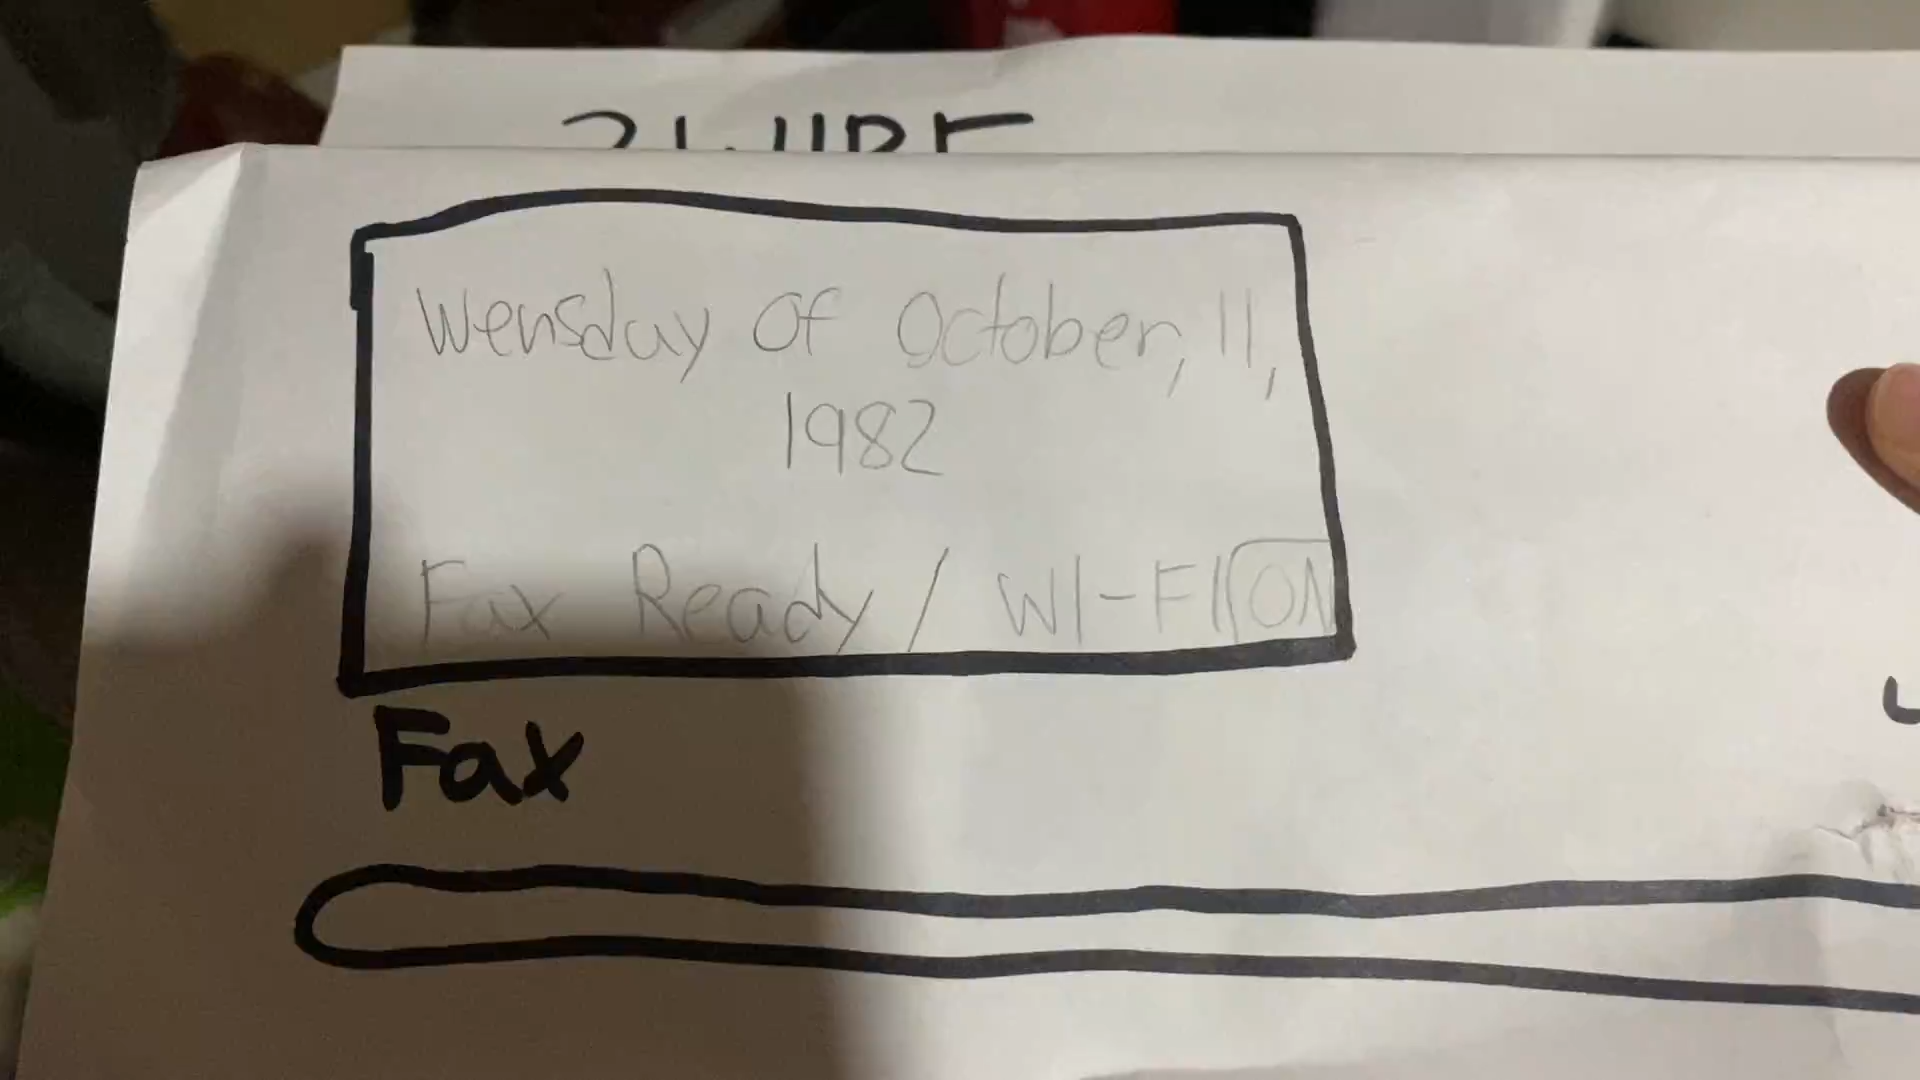 Wensday of October, 11,
1982
Fax Ready / WI-FI ON
Fax